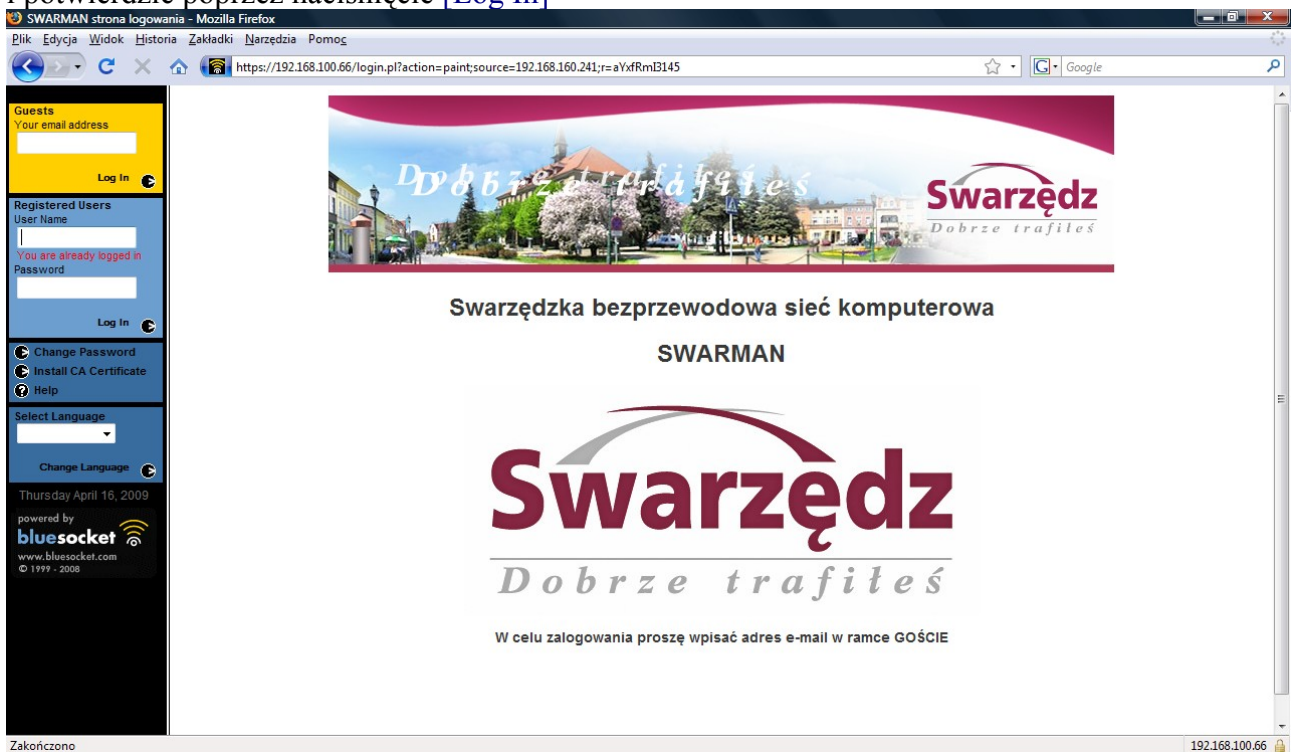 i potwierdzić poprzez naciśnięcie [Log In]
SWARMAN strona logowania - Mozilla Firefox
Plik Edycja Widok Historia Zakładki Narzędzia Pomoc
https://192.168.100.66/login.pl?action=paint;source=192.168.160.241;r=aYxfRmI3145
Google
Guests
Your email address
Log In
Registered Users
User Name
You are already logged in
Password
Log In
Change Password
Install CA Certificate
Help
Select Language
Change Language
Thursday April 16, 2009
powered by
bluesocket
www.bluesocket.com
© 1999 - 2008
Dobrze trafiłeś
Swarzędz
Dobrze trafiłeś
Swarzędzka bezprzewodowa sieć komputerowa
SWARMAN
Swarzędz
Dobrze trafiłeś
W celu zalogowania proszę wpisać adres e-mail w ramce GOŚCIE
Zakończono
192.168.100.66